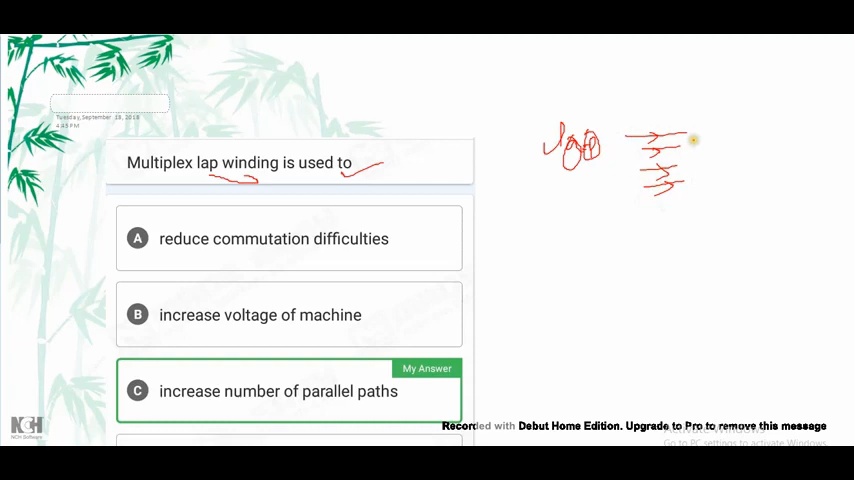 Tuesday, September 18, 2018
4:45 PM
Multiplex lap winding is used to
A reduce commutation difficulties
B increase voltage of machine
My Answer
C increase number of parallel paths
NCH
NCH Software
Recorded with Debut Home Edition. Upgrade to Pro to remove this message
Activate Windows
Go to PC settings to activate Windows.